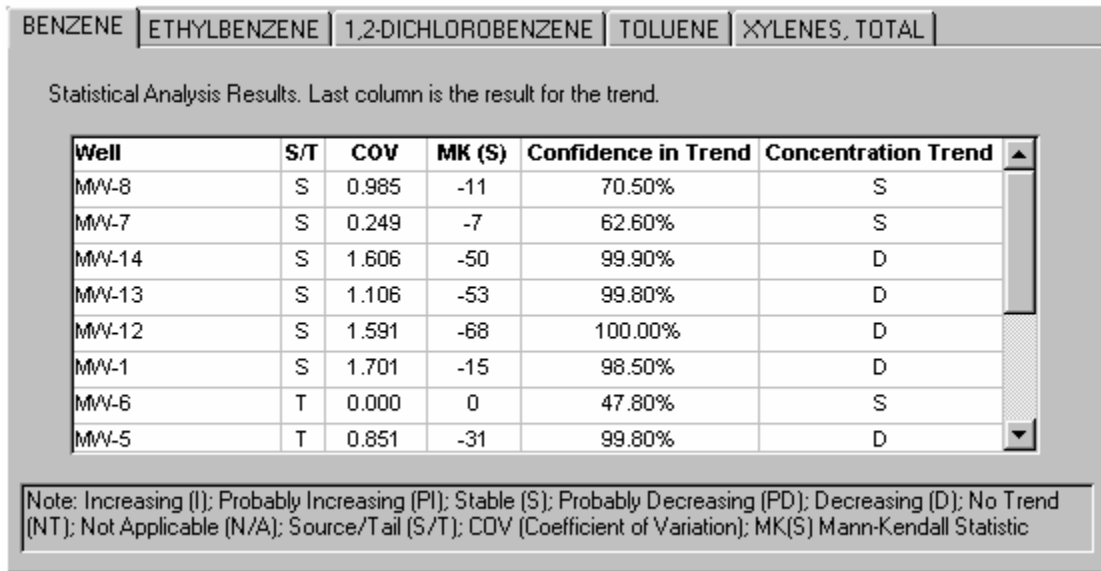 BENZENE ETHYLBENZENE 1,2-DICHLOROBENZENE TOLUENE XYLENES, TOTAL
Statistical Analysis Results. Last column is the result for the trend.
Well S/T COV MK (S) Confidence in Trend Concentration Trend
MW-8 S 0.985 -11 70.50% S
MW-7 S 0.249 -7 62.60% S
MW-14 S 1.606 -50 99.90% D
MW-13 S 1.106 -53 99.80% D
MW-12 S 1.591 -68 100.00% D
MW-1 S 1.701 -15 98.50% D
MW-6 T 0.000 0 47.80% S
MW-5 T 0.851 -31 99.80% D
Note: Increasing (I); Probably Increasing (PI); Stable (S); Probably Decreasing (PD); Decreasing (D); No Trend
(NT); Not Applicable (N/A); Source/Tail (S/T); COV (Coefficient of Variation); MK(S) Mann-Kendall Statistic